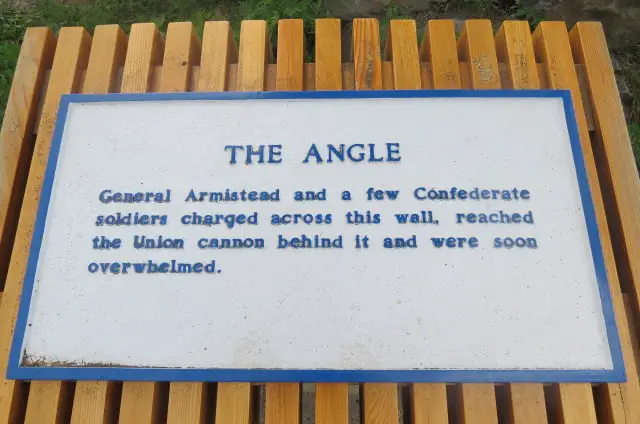 THE ANGLE
General Armistead and a few Confederate
soldiers charged across this wall, reached
the Union cannon behind it and were soon
overwhelmed.